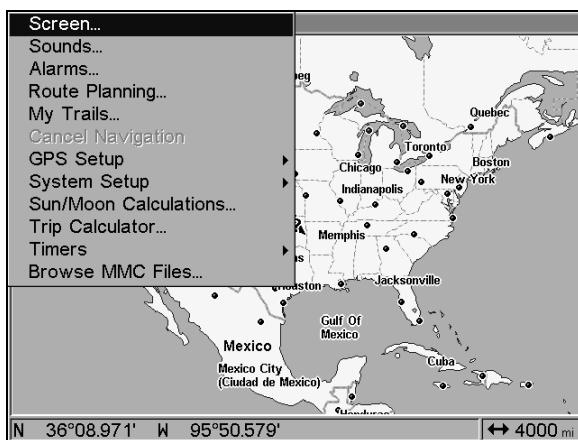 Screen...
Sounds...
Alarms...
Route Planning...
My Trails...
Cancel Navigation
GPS Setup
System Setup
Sun/Moon Calculations...
Trip Calculator...
Timers
Browse MMC Files...
Quebec
Toronto
Boston
Chicago
New York
Indianapolis
Memphis
Jacksonville
Gulf Of
Mexico
Mexico
Cuba
Mexico City
(Ciudad de Mexico)
N 36°08.971' W 95°50.579' ↔ 4000 mi